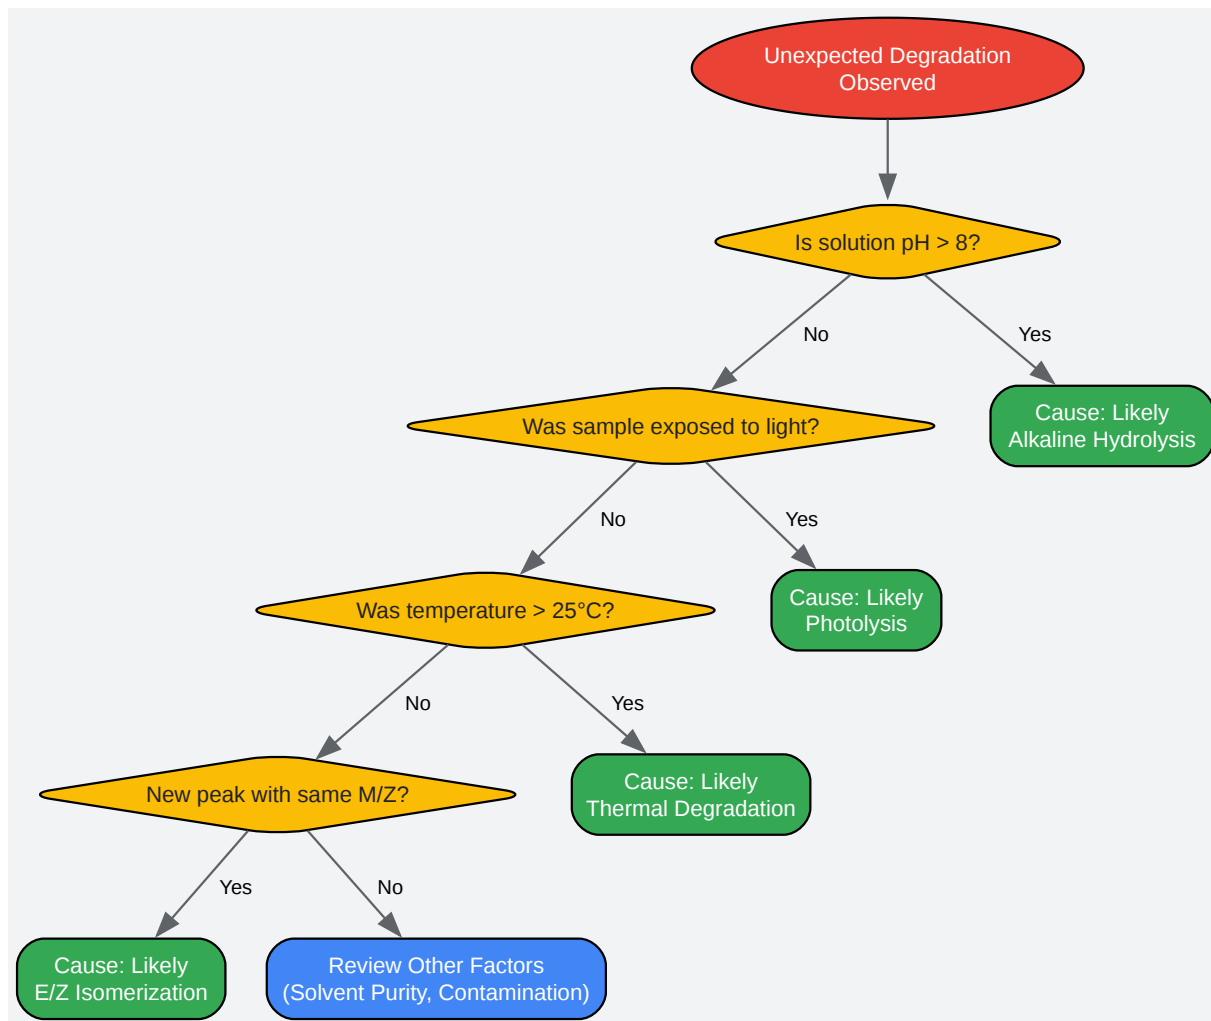 Unexpected Degradation
Observed
Is solution pH > 8?
No
Yes
Cause: Likely
Alkaline Hydrolysis
Was sample exposed to light?
No
Yes
Cause: Likely
Photolysis
Was temperature > 25°C?
No
Yes
Cause: Likely
Thermal Degradation
New peak with same M/Z?
Yes
No
Cause: Likely
E/Z Isomerization
Review Other Factors
(Solvent Purity, Contamination)